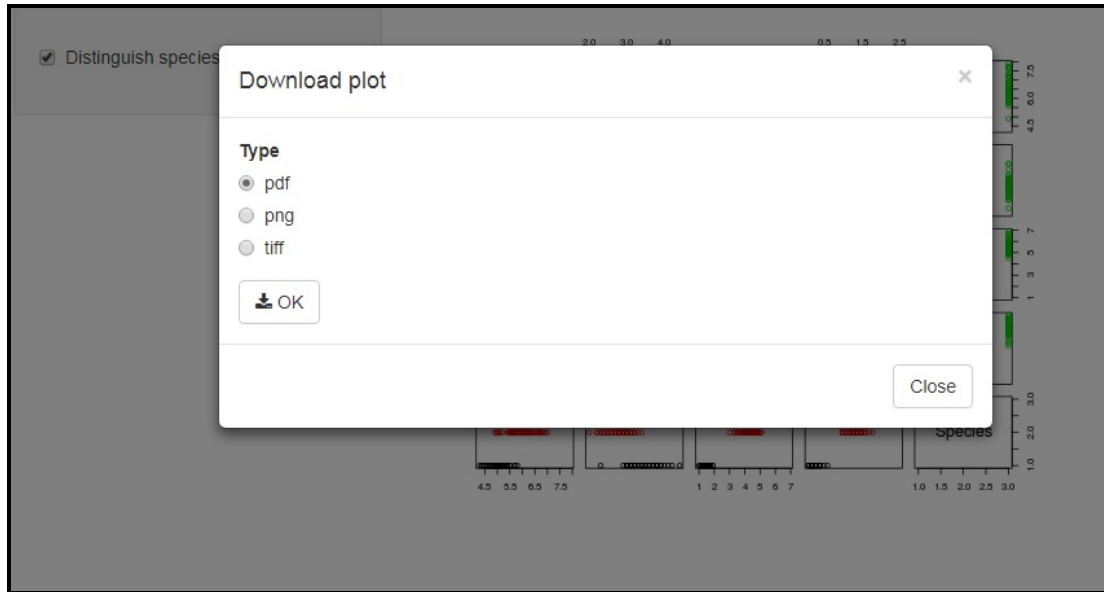 2.0 3.0 4.0 0.5 1.5 2.5
Distinguish species
Download plot ×
7.5
6.0
4.5
Type
pdf
png
tiff
7
5
3
1
OK
Close
3.0
2.0
1.0
Species
4.5 5.5 6.5 7.5 1 2 3 4 5 6 7 1.0 1.5 2.0 2.5 3.0